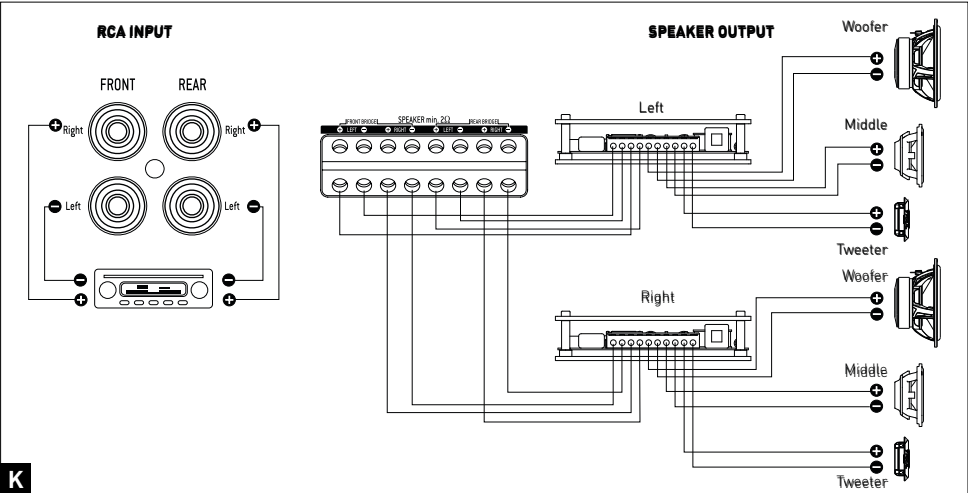 RCA INPUT
FRONT REAR
+ Right Right +
- Left Left -
- -
+ +
FRONT BRIDGE SPEAKER min. 2Ω REAR BRIDGE
+ LEFT - + RIGHT - + LEFT - + RIGHT -
SPEAKER OUTPUT
Left
Woofer
+
-
Middle
+
-
+
-
Tweeter
Right
Woofer
+
-
Middle
+
-
+
-
Tweeter
K